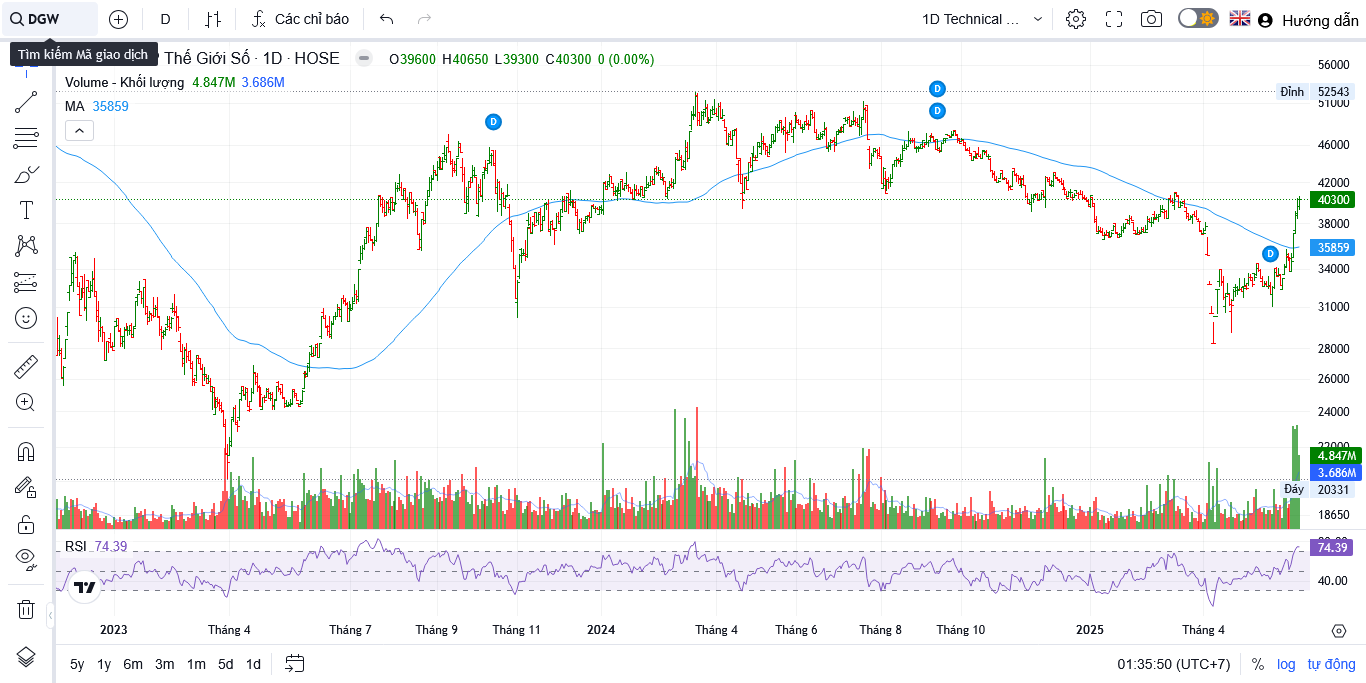 DGW
D
Các chỉ báo
1D Technical ...
Hướng dẫn
Tìm kiếm Mã giao dịch
Thế Giới Số · 1D · HOSE
O39600 H40650 L39300 C40300 0 (0.00%)
Volume - Khối lượng 4.847M 3.686M
MA 35859
D
D
D
D
56000
Đỉnh 52543
51000
46000
42000
40300
38000
35859
34000
31000
28000
26000
24000
22000
4.847M
3.686M
Đáy 20331
18650
RSI 74.39
74.39
40.00
2023 Tháng 4 Tháng 7 Tháng 9 Tháng 11 2024 Tháng 4 Tháng 6 Tháng 8 Tháng 10 2025 Tháng 4
5y 1y 6m 3m 1m 5d 1d
01:35:50 (UTC+7) % log tự động